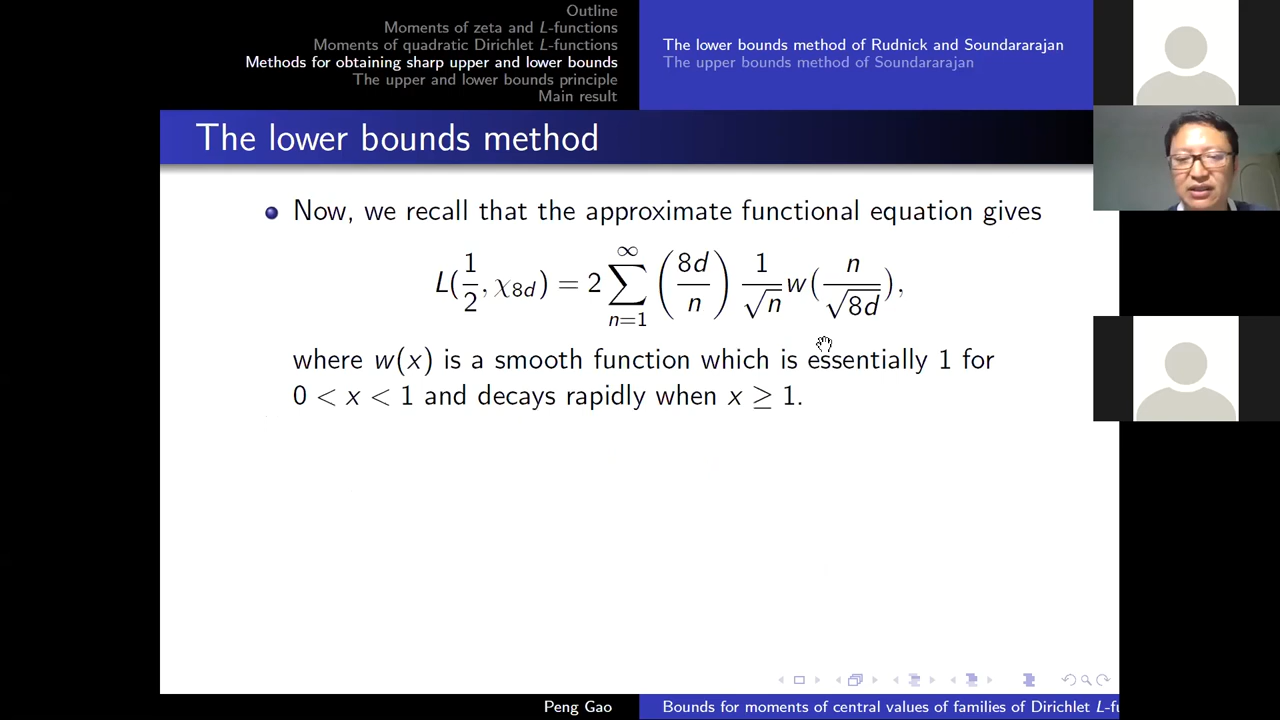 Outline
Moments of zeta and L-functions
Moments of quadratic Dirichlet L-functions
Methods for obtaining sharp upper and lower bounds
The upper and lower bounds principle
Main result
The lower bounds method of Rudnick and Soundararajan
The upper bounds method of Soundararajan
The lower bounds method
Now, we recall that the approximate functional equation gives
L(1/2, χ_{8d}) = 2 ∑_{n=1}^{∞} (8d/n) 1/√n w(n/√8d),
where w(x) is a smooth function which is essentially 1 for
0 < x < 1 and decays rapidly when x ≥ 1.
Peng Gao
Bounds for moments of central values of families of Dirichlet L-fu